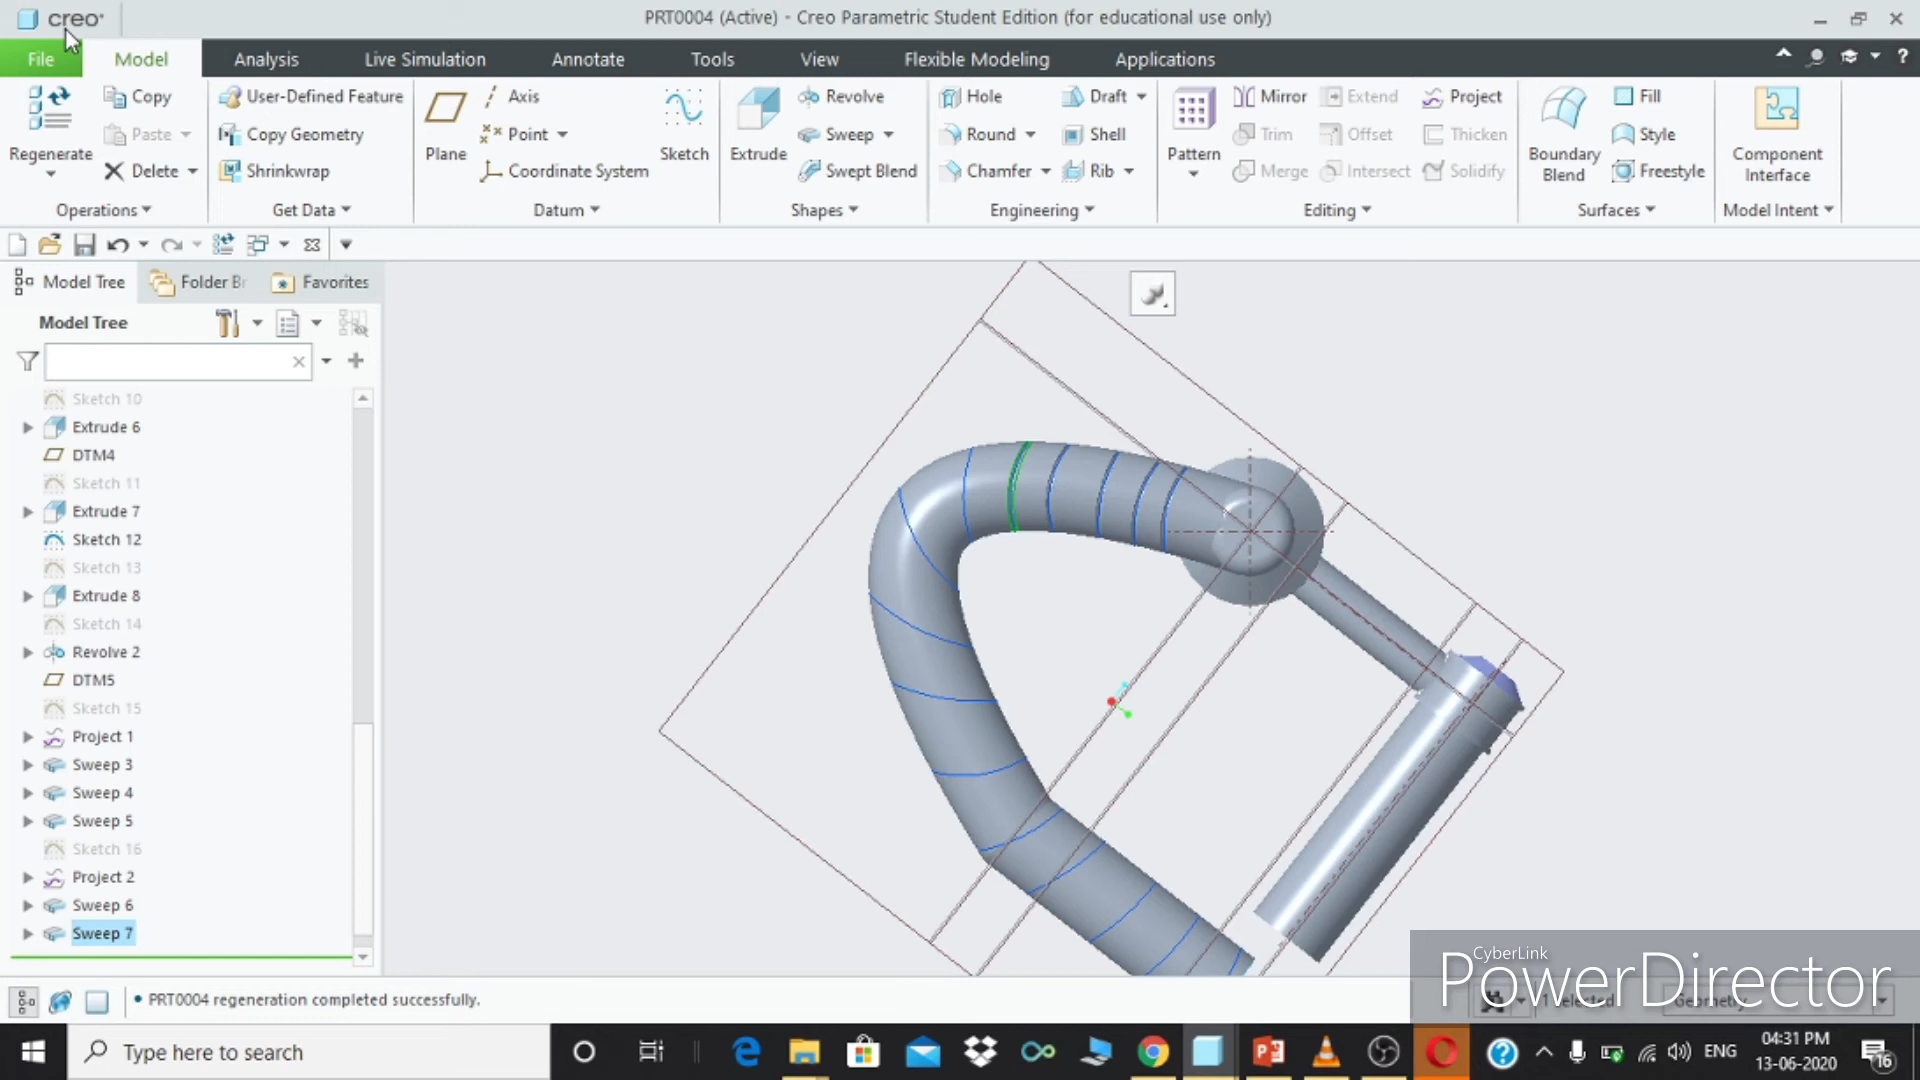 creo
PRT0004 (Active) - Creo Parametric Student Edition (for educational use only)
File Model Analysis Live Simulation Annotate Tools View Flexible Modeling Applications
Regenerate Copy Paste Delete
Operations
User-Defined Feature
Copy Geometry
Shrinkwrap
Get Data
Plane Axis Point Coordinate System Sketch
Datum
Extrude Revolve Sweep Swept Blend
Shapes
Hole Draft
Round Shell
Chamfer Rib
Engineering
Pattern Mirror Extend Project
Trim Offset Thicken
Merge Intersect Solidify
Editing
Boundary Blend Fill Style Freestyle
Surfaces
Component Interface
Model Intent
Model Tree Folder Br Favorites
Model Tree
Sketch 10
Extrude 6
DTM4
Sketch 11
Extrude 7
Sketch 12
Sketch 13
Extrude 8
Sketch 14
Revolve 2
DTM5
Sketch 15
Project 1
Sweep 3
Sweep 4
Sweep 5
Sketch 16
Project 2
Sweep 6
Sweep 7
PRT0004 regeneration completed successfully.
1 selected Geometry
CyberLink
PowerDirector
Type here to search
ENG
04:31 PM
13-06-2020
16